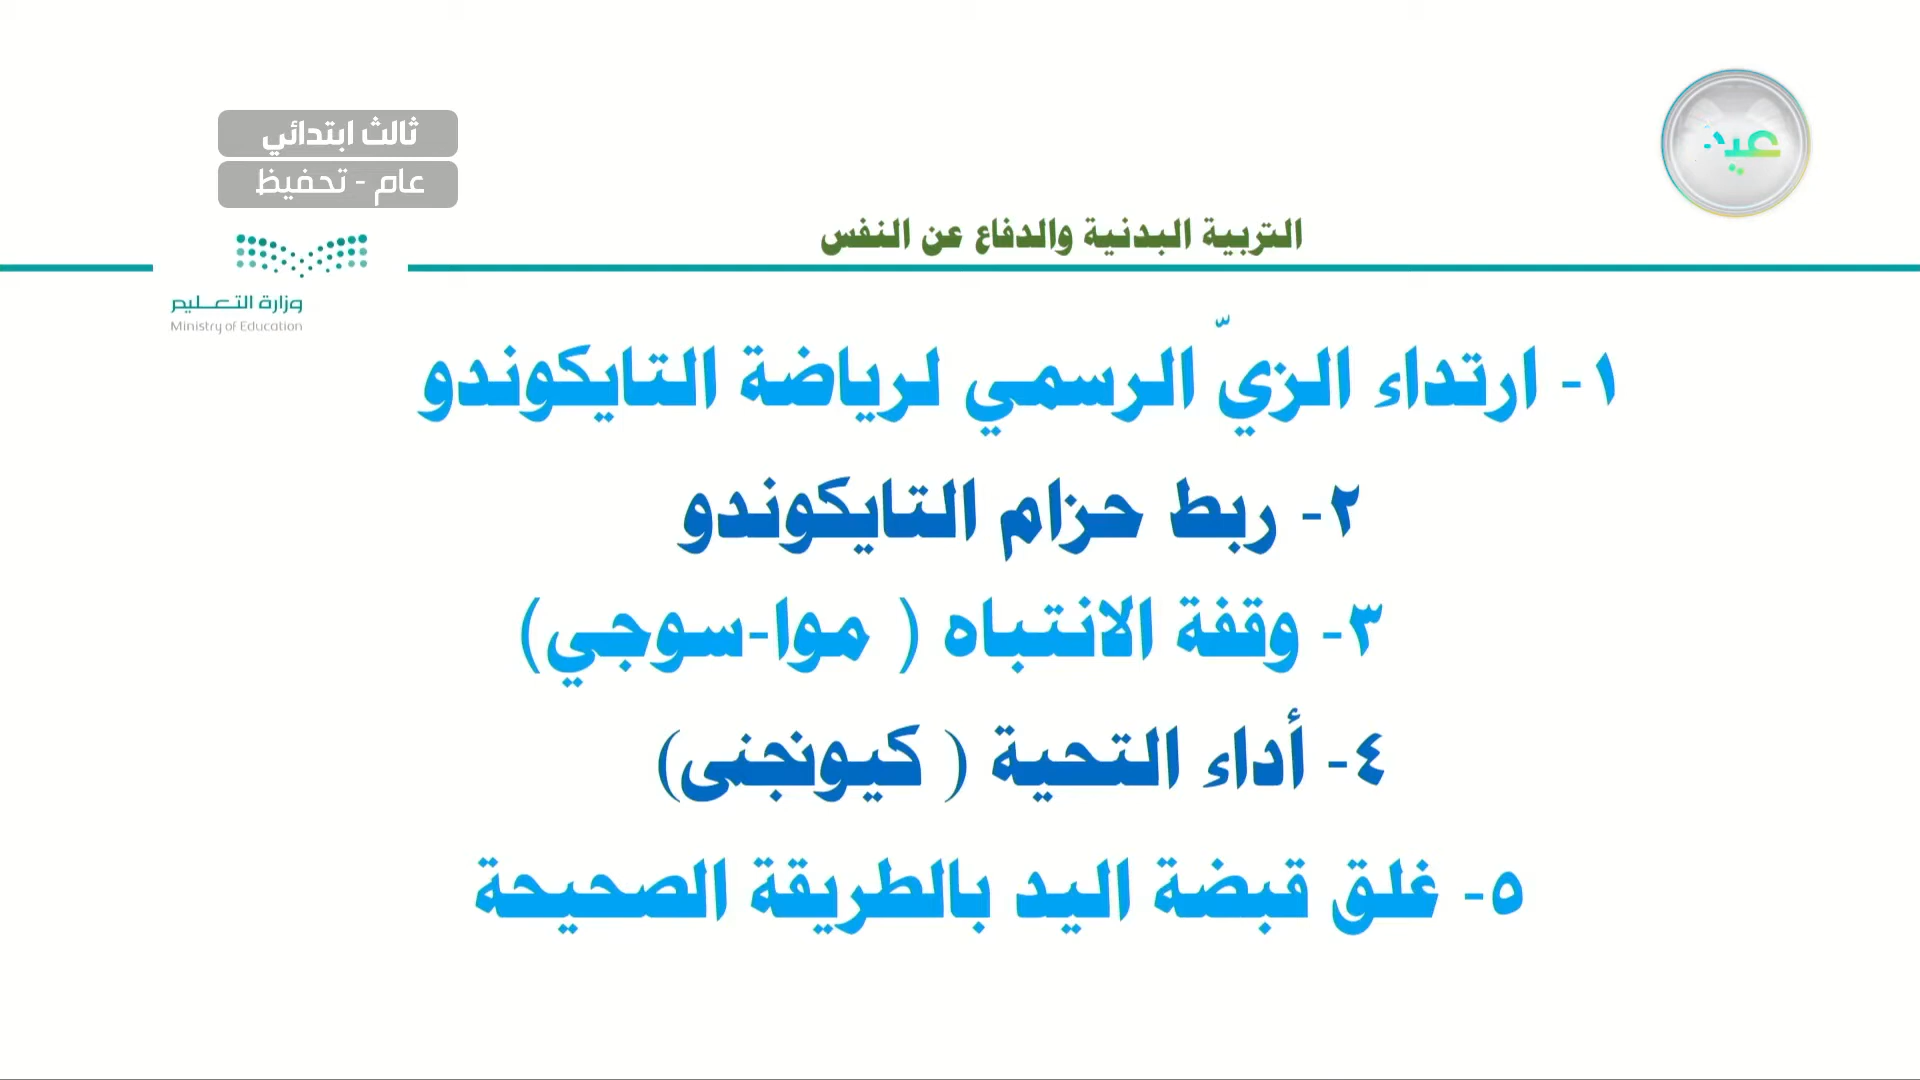 ثالث ابتدائي
عام - تحفيظ
التربية البدنية والدفاع عن النفس
وزارة التعليم
Ministry of Education
١- ارتداء الزيّ الرسمي لرياضة التايكوندو
٢- ربط حزام التايكوندو
٣- وقفة الانتباه ( موا-سوجي)
٤- أداء التحية ( كيونجنى)
٥- غلق قبضة اليد بالطريقة الصحيحة